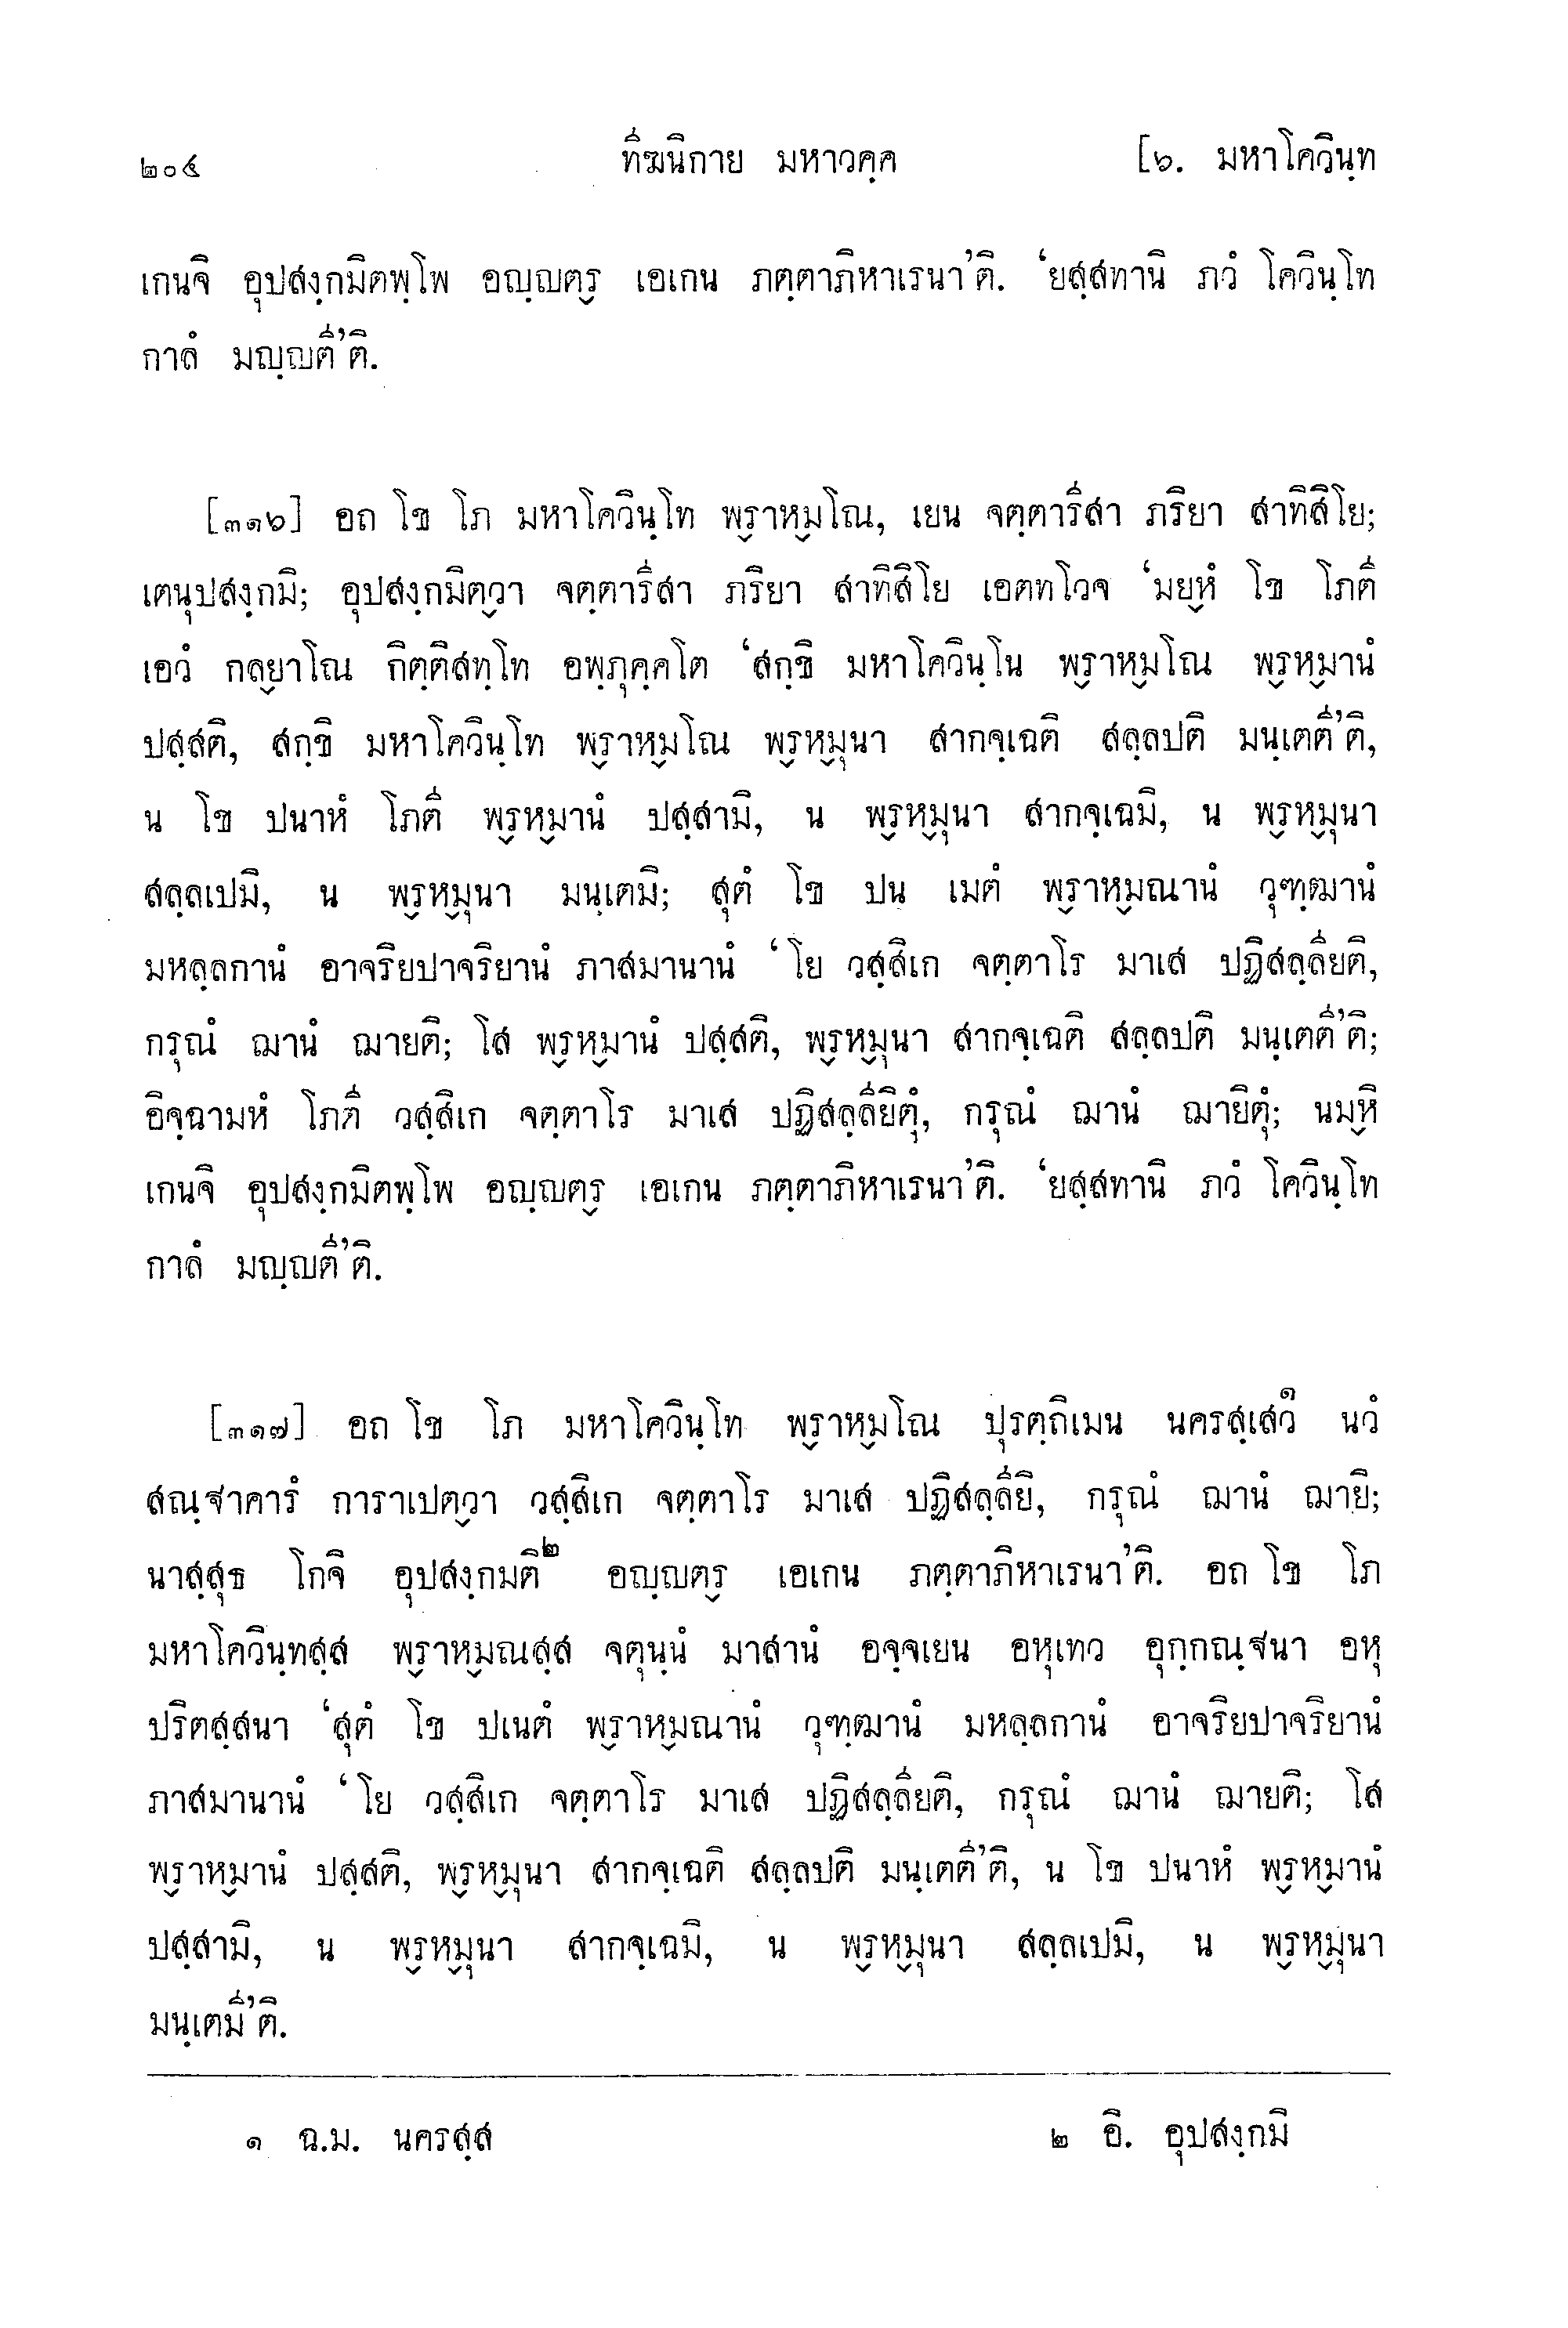 ๒๐๔ ทีฆนิกาย มหาวคฺค [๖. มหาโควินฺท
เกนจิ อุปสงฺกมิตพฺโพ อญฺญตฺร๎ เอเกน ภตฺตาภิหาเรนา’ติ. ‘ยสฺสทานิ ภวํ โควินฺโท
กาลํ มญฺญตี’ติ.
[๓๑๖] อถ โข โภ มหาโควินฺโท พ๎ราห๎มโณ, เยน จตฺตารีสา ภริยา สาทิสิโย;
เตนุปสงฺกมิ; อุปสงฺกมิต๎วา จตฺตารีสา ภริยา สาทิสิโย เอตทโวจ ‘มย๎หํ โข โภตี
เอวํ กล๎ยาโณ กิตฺติสทฺโท อพฺภุคฺคโต ‘สกฺขิ มหาโควินฺโน พ๎ราห๎มโณ พ๎รห๎มานํ
ปสฺสติ, สกฺขิ มหาโควินฺโท พ๎ราห๎มโณ พ๎รห๎มุนา สากจฺเฉติ สลฺลปติ มนฺเตตี’ติ,
น โข ปนาหํ โภตี พ๎รห๎มานํ ปสฺสามิ, น พ๎รห๎มุนา สากจฺเฉมิ, น พ๎รห๎มุนา
สลฺลเปมิ, น พ๎รห๎มุนา มนฺเตมิ; สุตํ โข ปน เมตํ พ๎ราห๎มณานํ วุฑฺฒานํ
มหลฺลกานํ อาจริยปาจริยานํ ภาสมานานํ ‘โย วสฺสิเก จตฺตาโร มาเส ปฏิสลฺลียติ,
กรุณํ ฌานํ ฌายติ; โส พ๎รห๎มานํ ปสฺสติ, พ๎รห๎มุนา สากจฺเฉติ สลฺลปติ มนฺเตตี’ติ;
อิจฺฉามหํ โภตี วสฺสิเก จตฺตาโร มาเส ปฏิสลฺลียิตุํ, กรุณํ ฌานํ ฌายิตุํ; นม๎หิ
เกนจิ อุปสงฺกมิตพฺโพ อญฺญตฺร๎ เอเกน ภตฺตาภิหาเรนา’ติ. ‘ยสฺสทานิ ภวํ โควินฺโท
กาลํ มญฺญตี’ติ.
[๓๑๗] อถ โข โภ มหาโควินฺโท พ๎ราห๎มโณ ปุรตฺถิเมน นครสฺเสว๑ นวํ
สณฺฐาคารํ การาเปต๎วา วสฺสิเก จตฺตาโร มาเส ปฏิสลฺลียิ, กรุณํ ฌานํ ฌายิ;
นาสฺสุธ โกจิ อุปสงฺกมติ๒ อญฺญตฺร๎ เอเกน ภตฺตาภิหาเรนา’ติ. อถ โข โภ
มหาโควินฺทสฺส พ๎ราห๎มณสฺส จตุนฺนํ มาสานํ อจฺจเยน อหุเทว อุกฺกณฺฐนา อหุ
ปริตสฺสนา ‘สุตํ โข ปเนตํ พ๎ราห๎มณานํ วุฑฺฒานํ มหลฺลกานํ อาจริยปาจริยานํ
ภาสมานานํ ‘โย วสฺสิเก จตฺตาโร มาเส ปฏิสลฺลียติ, กรุณํ ฌานํ ฌายติ; โส
พ๎ราห๎มานํ ปสฺสติ, พ๎รห๎มุนา สากจฺเฉติ สลฺลปติ มนฺเตตี’ติ, น โข ปนาหํ พ๎รห๎มานํ
ปสฺสามิ, น พ๎รห๎มุนา สากจฺเฉมิ, น พ๎รห๎มุนา สลฺลเปมิ, น พ๎รห๎มุนา
มนฺเตมี’ติ.
๑ ฉ.ม. นครสฺส ๒ อิ. อุปสงฺกมิ